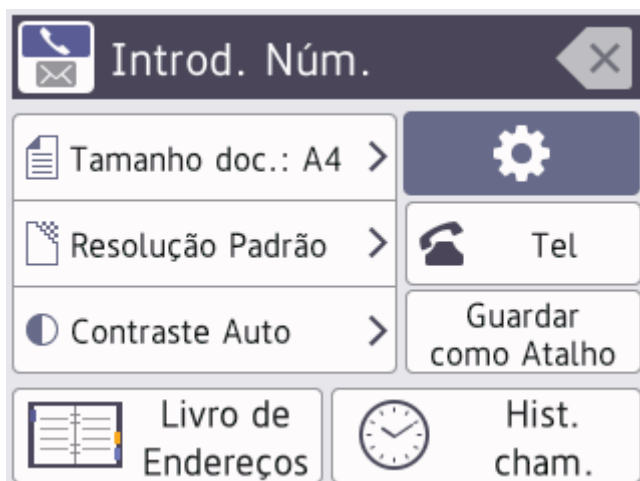 Introd. Núm.
Tamanho doc.: A4
Resolução Padrão
Tel
Contraste Auto
Guardar
como Atalho
Livro de
Endereços
Hist.
cham.